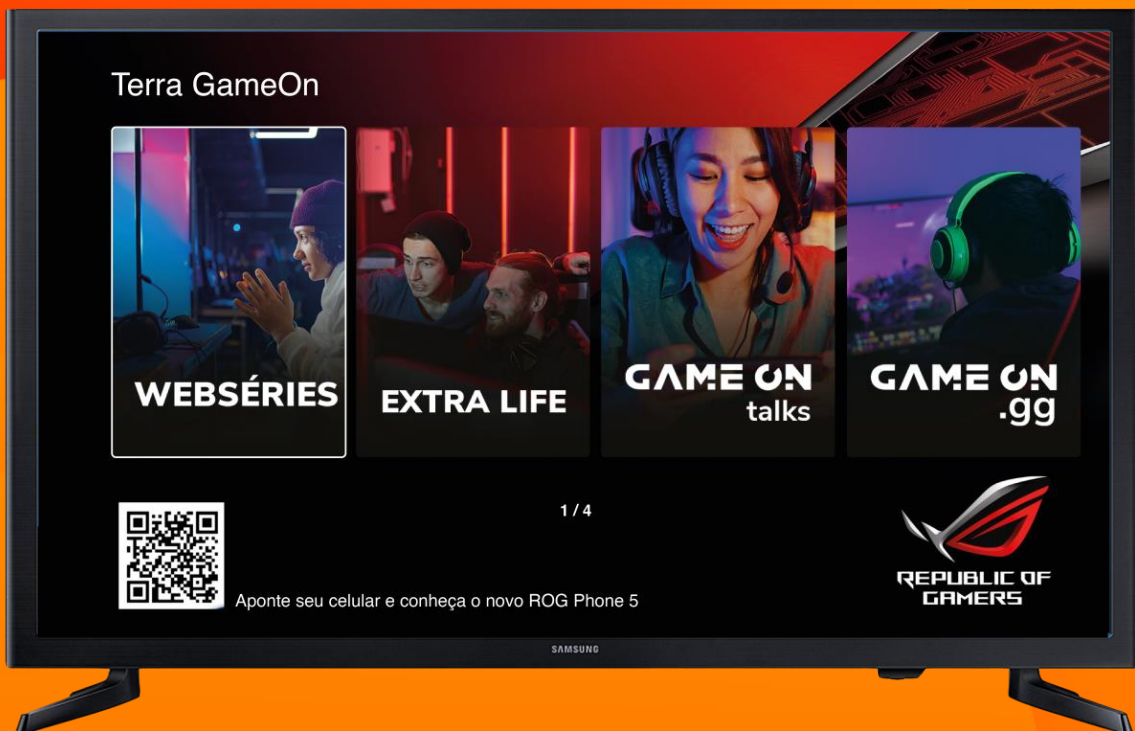 Terra GameOn
WEBSÉRIES
EXTRA LIFE
GAME ON
talks
GAME ON
.gg
1 / 4
Aponte seu celular e conheça o novo ROG Phone 5
REPUBLIC OF
GAMERS
SAMSUNG